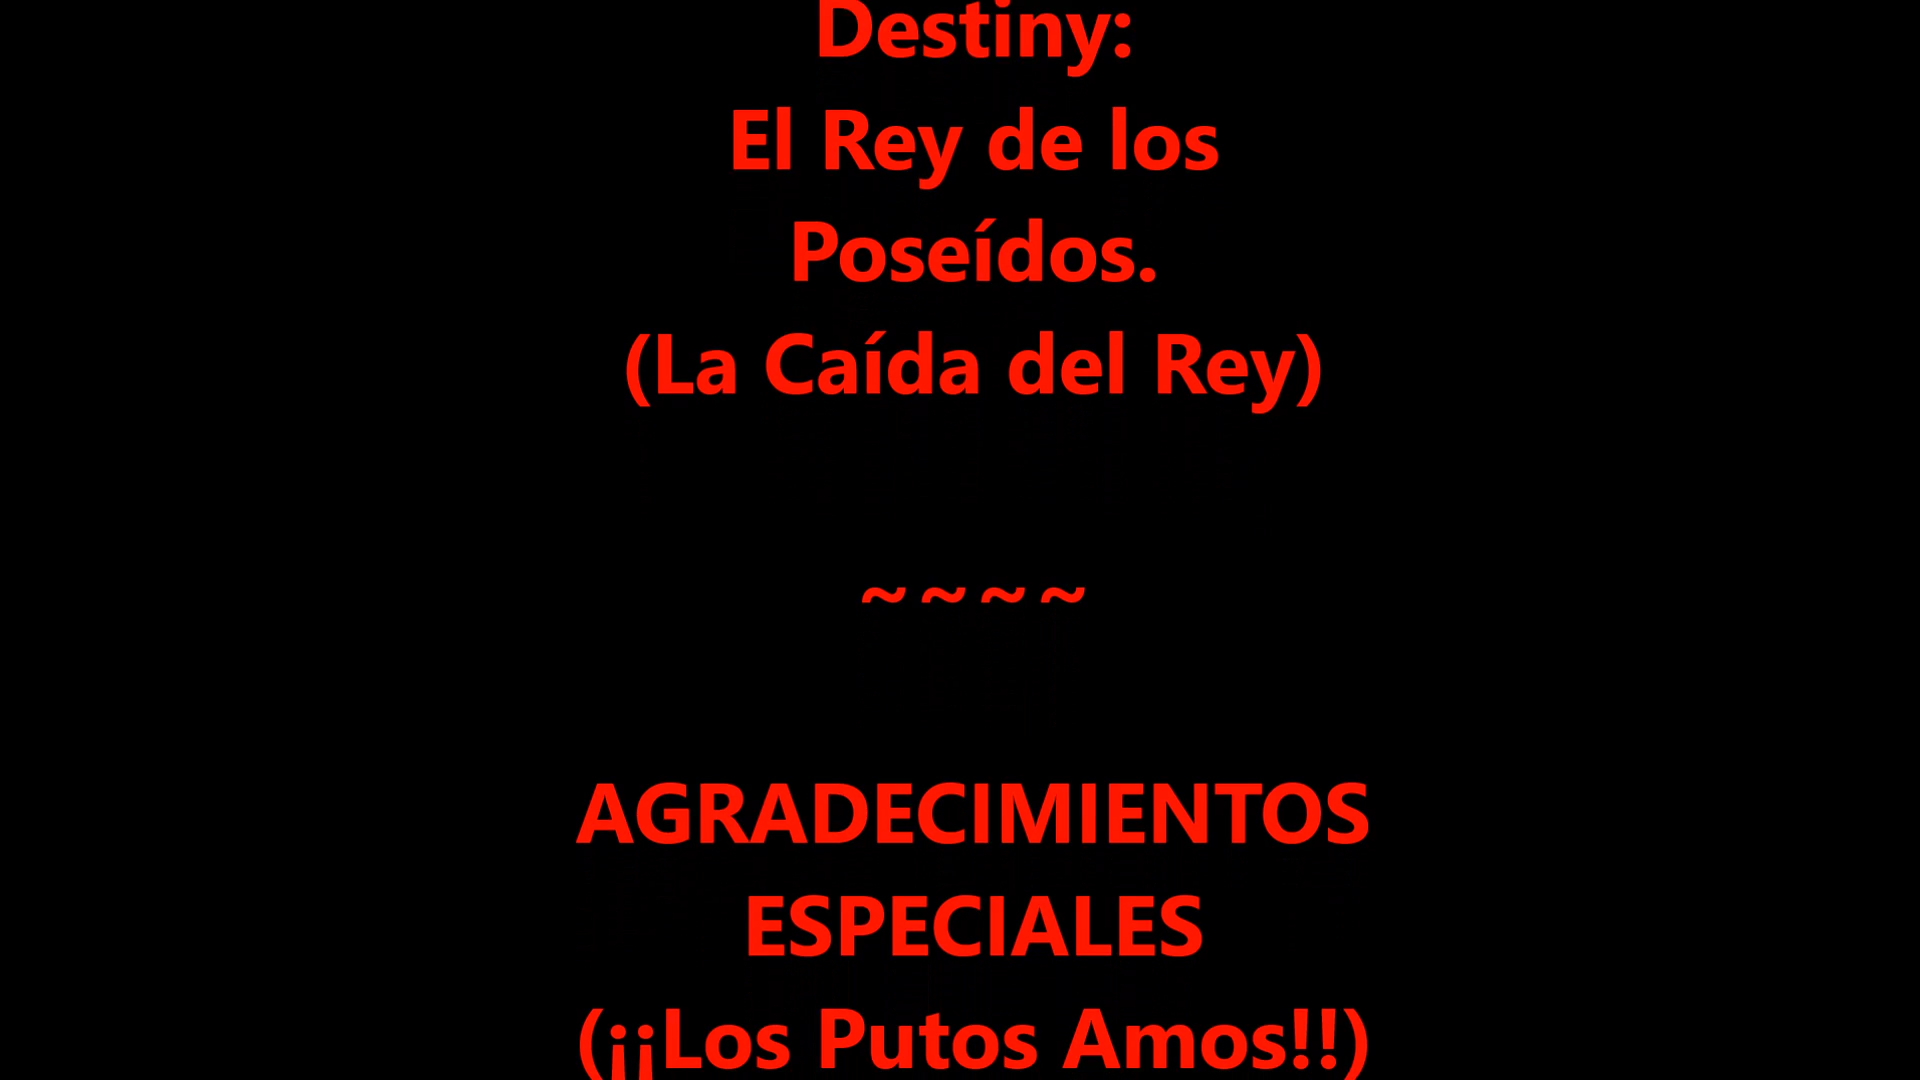 Destiny:
El Rey de los
Poseídos.
(La Caída del Rey)
~ ~ ~ ~
AGRADECIMIENTOS
ESPECIALES
(¡¡Los Putos Amos!!)